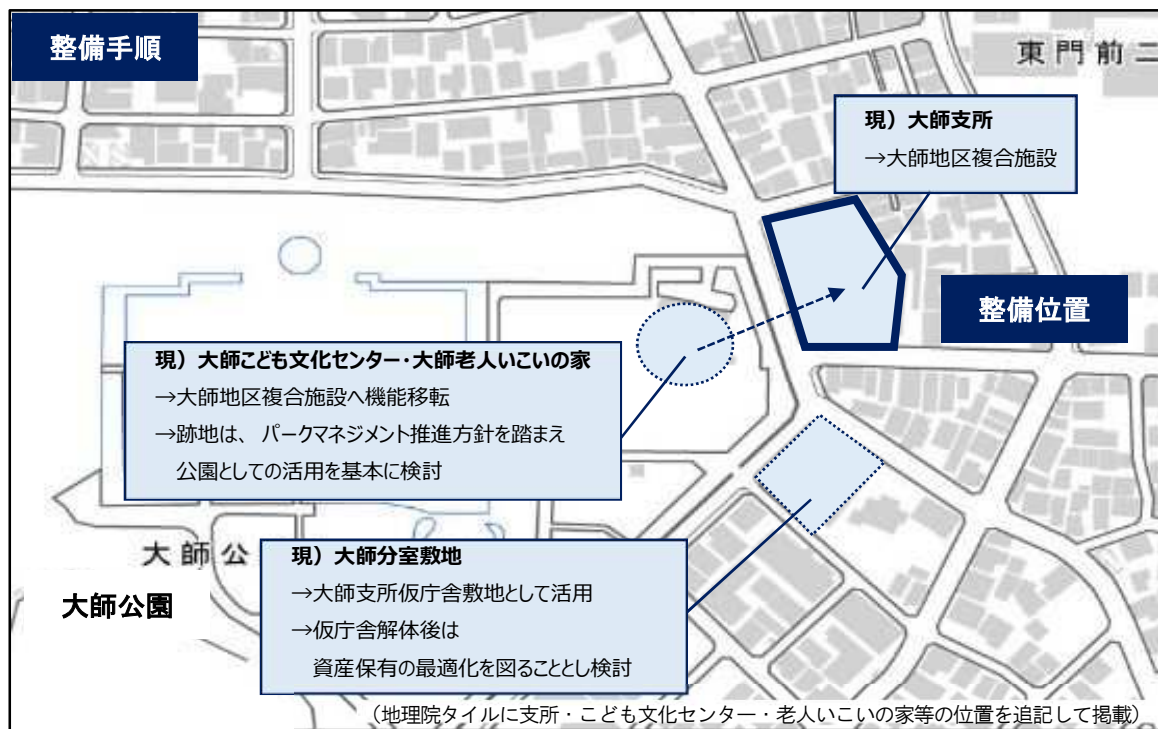 整備手順
東門前二
現）大師支所
→大師地区複合施設
整備位置
現）大師こども文化センター・大師老人いこいの家
→大師地区複合施設へ機能移転
→跡地は、パークマネジメント推進方針を踏まえ
公園としての活用を基本に検討
大師公
大師公園
現）大師分室敷地
→大師支所仮庁舎敷地として活用
→仮庁舎解体後は
資産保有の最適化を図ることとし検討
（地理院タイルに支所・こども文化センター・老人いこいの家等の位置を追記して掲載）